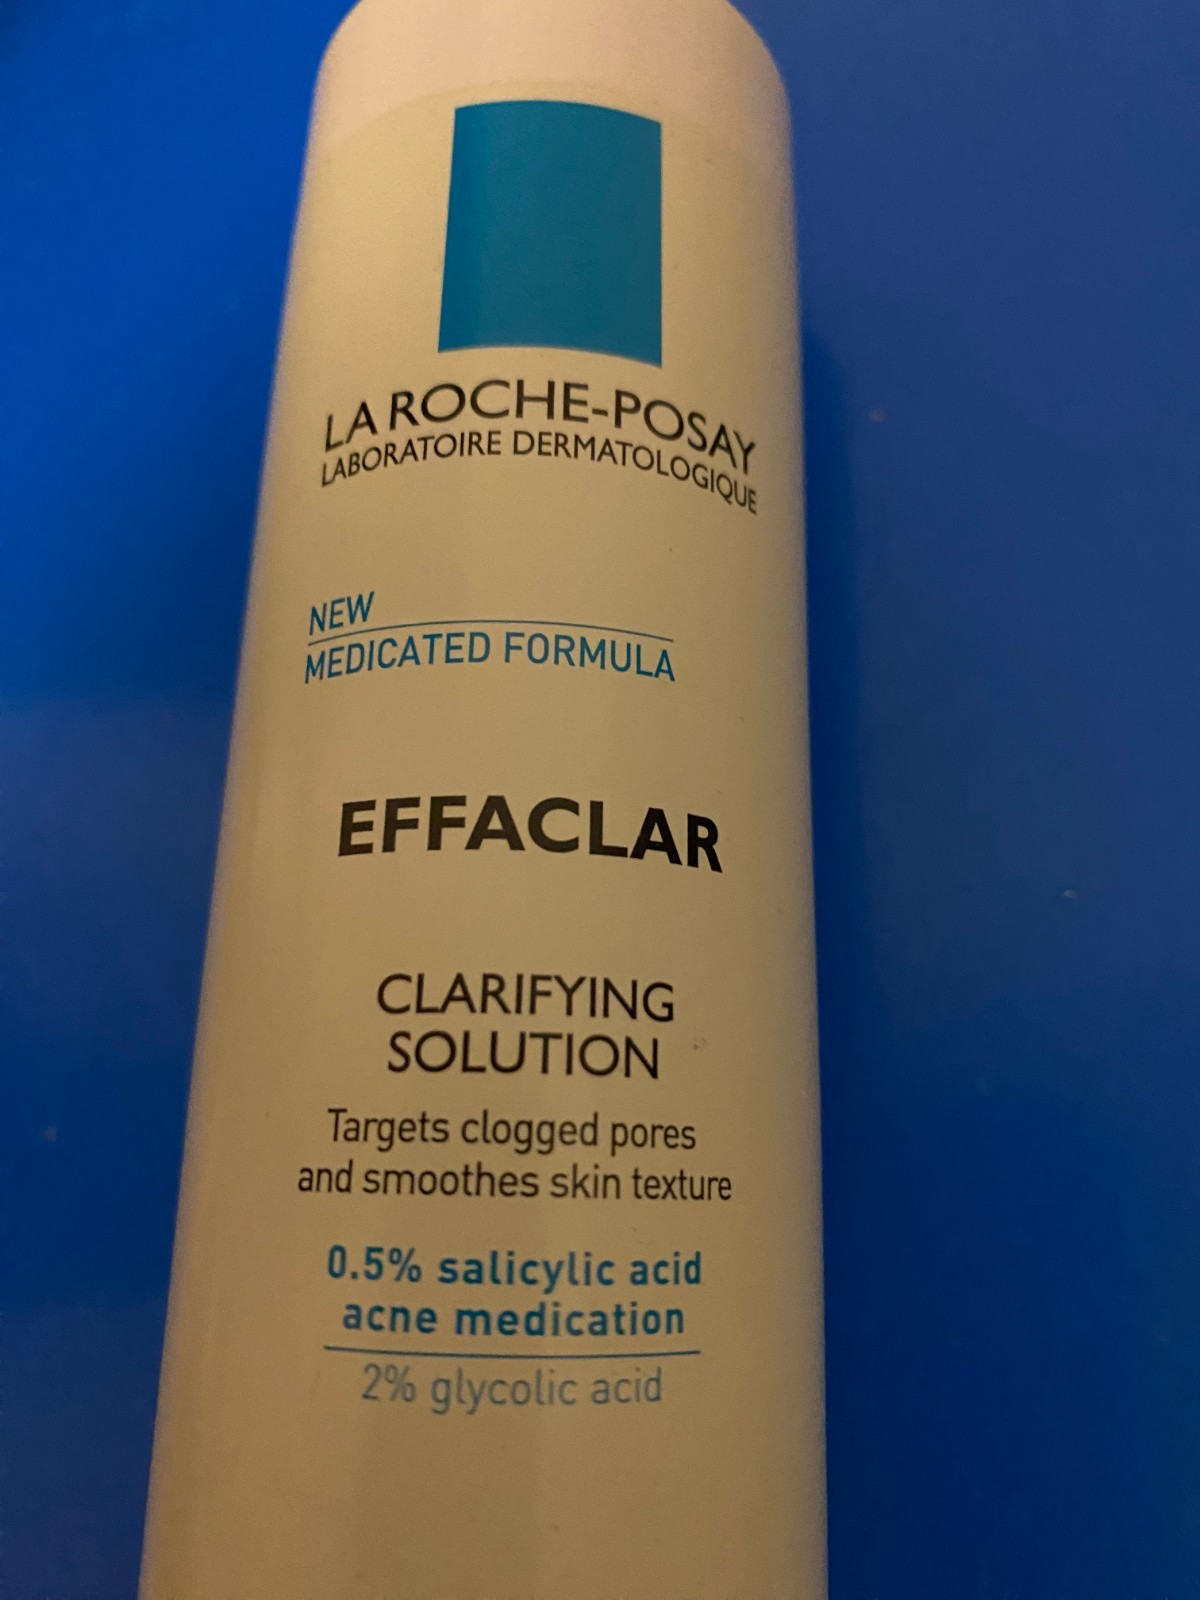 LA ROCHE-POSAY
LABORATOIRE DERMATOLOGIQUE
NEW
MEDICATED FORMULA
EFFACLAR
CLARIFYING
SOLUTION
Targets clogged pores
and smoothes skin texture
0.5% salicylic acid
acne medication
2% glycolic acid